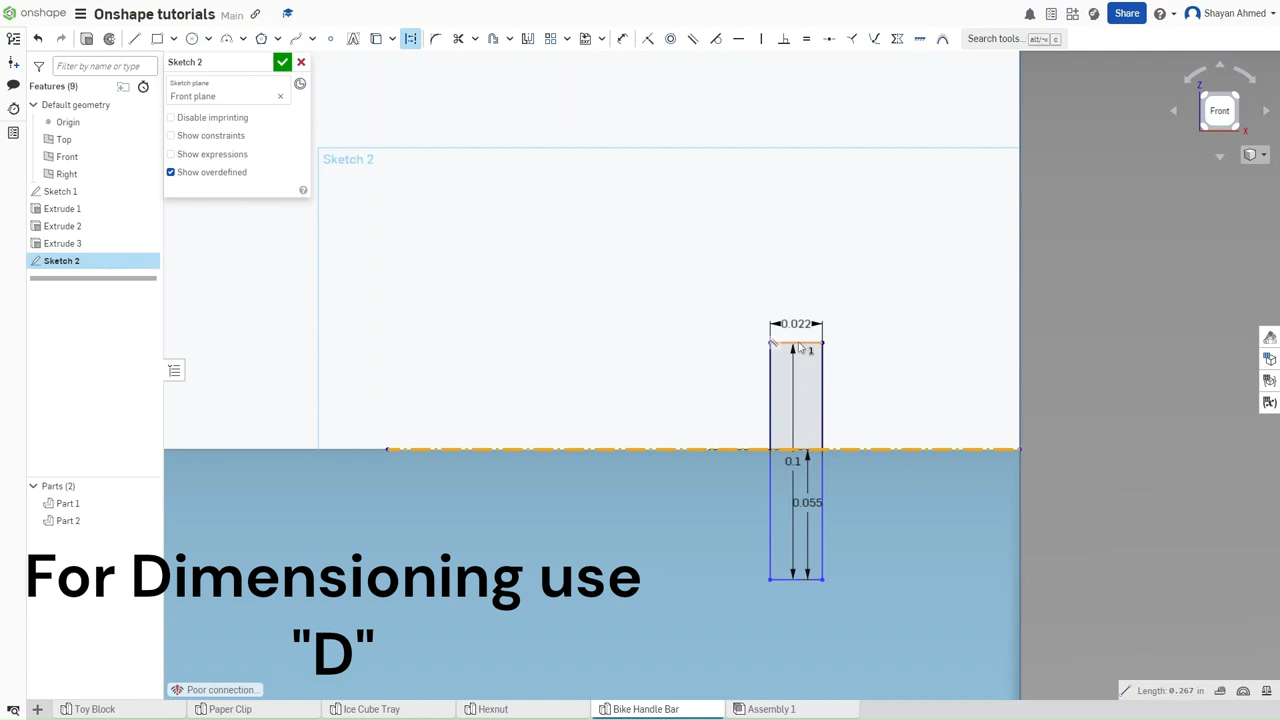 onshape
Onshape tutorials
Main
Share
Shayan Ahmed
Search tools...
alt/⌥
c
Filter by name or type
Features (9)
Default geometry
Origin
Top
Front
Right
Sketch 1
Extrude 1
Extrude 2
Extrude 3
Sketch 2
Parts (2)
Part 1
Part 2
Sketch 2
Sketch plane
Front plane
Disable imprinting
Show constraints
Show expressions
Show overdefined
Sketch 2
Z
Front
X
0.022
1
0.1
0.055
For Dimensioning use
"D"
Poor connection...
Length: 0.267 in
Toy Block
Paper Clip
Ice Cube Tray
Hexnut
Bike Handle Bar
Assembly 1